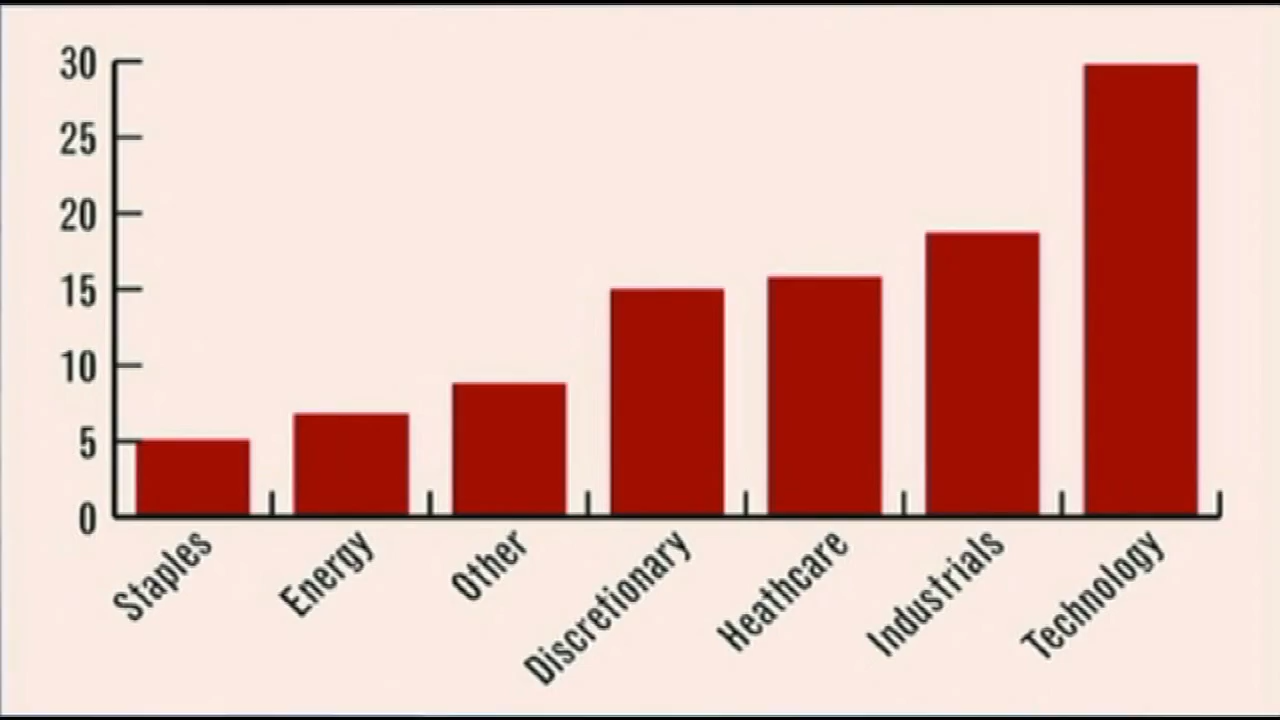 30
25
20
15
10
5
0
Staples
Energy
Other
Discretionary
Heathcare
Industrials
Technology